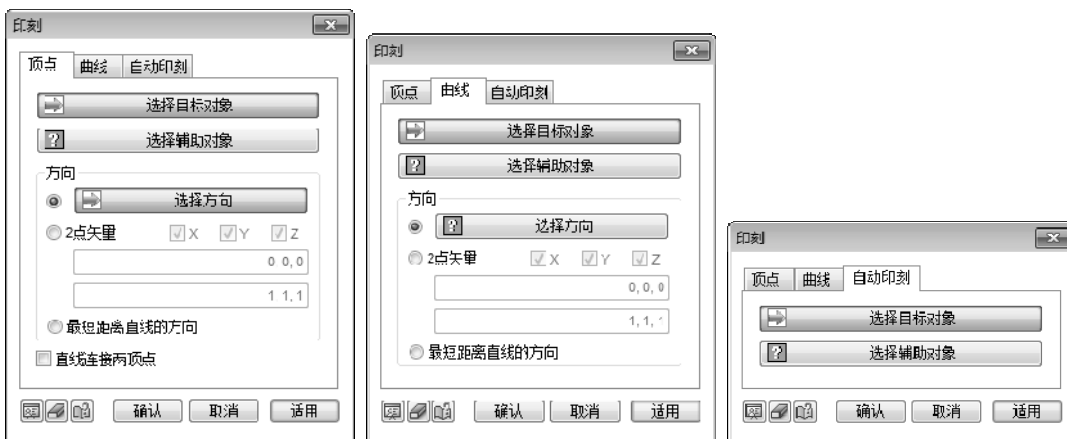 印刻
顶点 曲线 自动印刻
选择目标对象
选择辅助对象
方向
选择方向
2点矢量 X Y Z
0 0,0
1 1,1
最短距离直线的方向
直线连接两顶点
确认 取消 适用
印刻
顶点 曲线 自动印刻
选择目标对象
选择辅助对象
方向
选择方向
2点矢量 X Y Z
0, 0, 0
1, 1, 1
最短距离直线的方向
确认 取消 适用
印刻
顶点 曲线 自动印刻
选择目标对象
选择辅助对象
确认 取消 适用